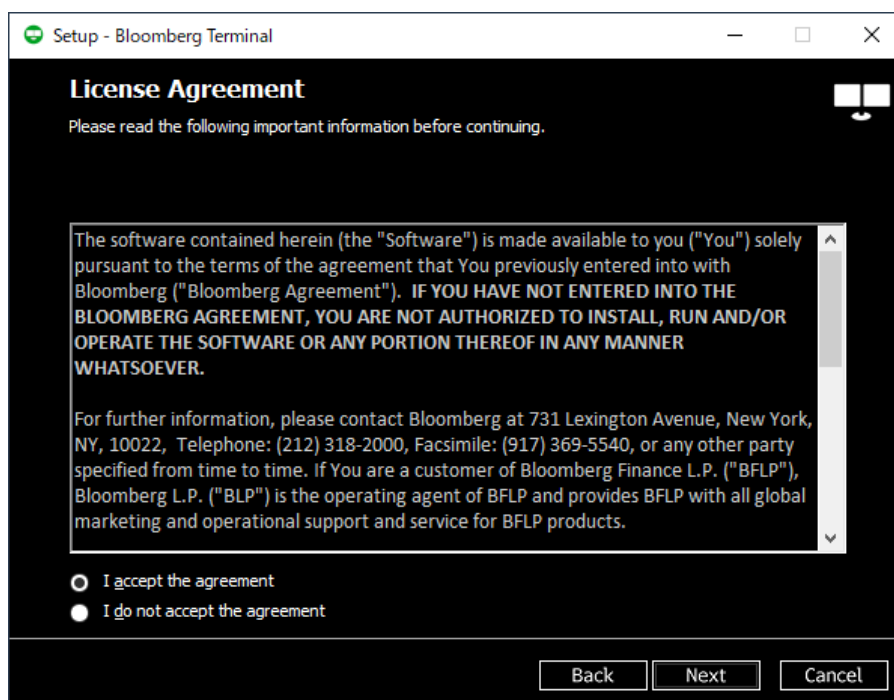 Setup - Bloomberg Terminal
License Agreement
Please read the following important information before continuing.
The software contained herein (the "Software") is made available to you ("You") solely
pursuant to the terms of the agreement that You previously entered into with
Bloomberg ("Bloomberg Agreement").  IF YOU HAVE NOT ENTERED INTO THE
BLOOMBERG AGREEMENT, YOU ARE NOT AUTHORIZED TO INSTALL, RUN AND/OR
OPERATE THE SOFTWARE OR ANY PORTION THEREOF IN ANY MANNER
WHATSOEVER.
For further information, please contact Bloomberg at 731 Lexington Avenue, New York,
NY, 10022,  Telephone: (212) 318-2000, Facsimile: (917) 369-5540, or any other party
specified from time to time. If You are a customer of Bloomberg Finance L.P. ("BFLP"),
Bloomberg L.P. ("BLP") is the operating agent of BFLP and provides BFLP with all global
marketing and operational support and service for BFLP products.
I accept the agreement
I do not accept the agreement
Back Next Cancel